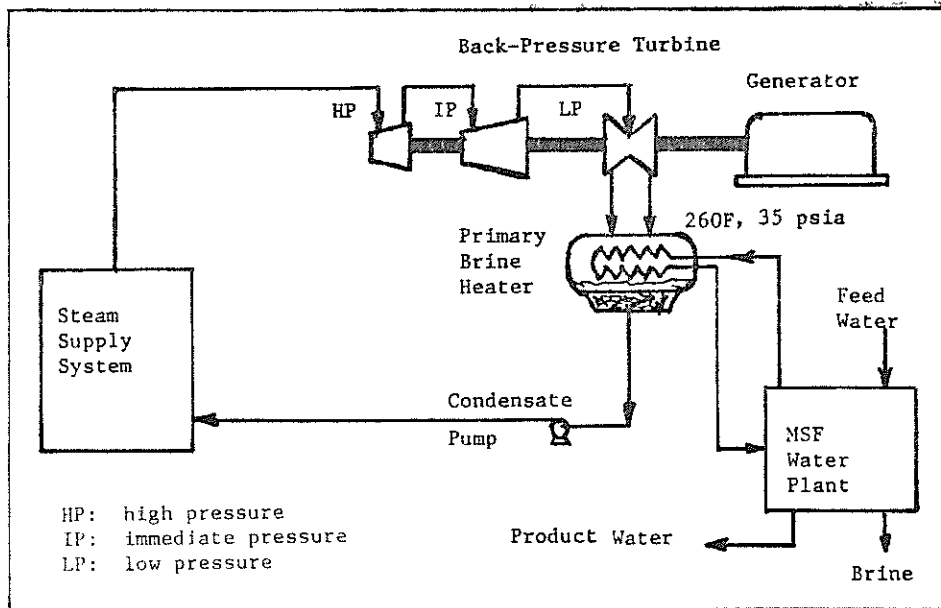 Back-Pressure Turbine
Generator
HP
IP
LP
260F, 35 psia
Primary
Brine
Heater
Steam
Supply
System
Feed
Water
Condensate
Pump
MSF
Water
Plant
HP: high pressure
IP: immediate pressure
LP: low pressure
Product Water
Brine